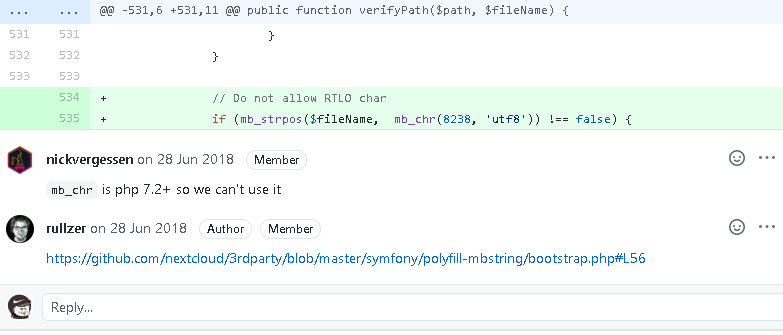 ... ... @@ -531,6 +531,11 @@ public function verifyPath($path, $fileName) {
531 531 }
532 532 }
533 533
534 + // Do not allow RTLO char
535 + if (mb_strpos($fileName,  mb_chr(8238, 'utf8')) !== false) {
nickvergessen on 28 Jun 2018 Member
mb_chr is php 7.2+ so we can't use it
rullzer on 28 Jun 2018 Author Member
https://github.com/nextcloud/3rdparty/blob/master/symfony/polyfill-mbstring/bootstrap.php#L56
Reply...